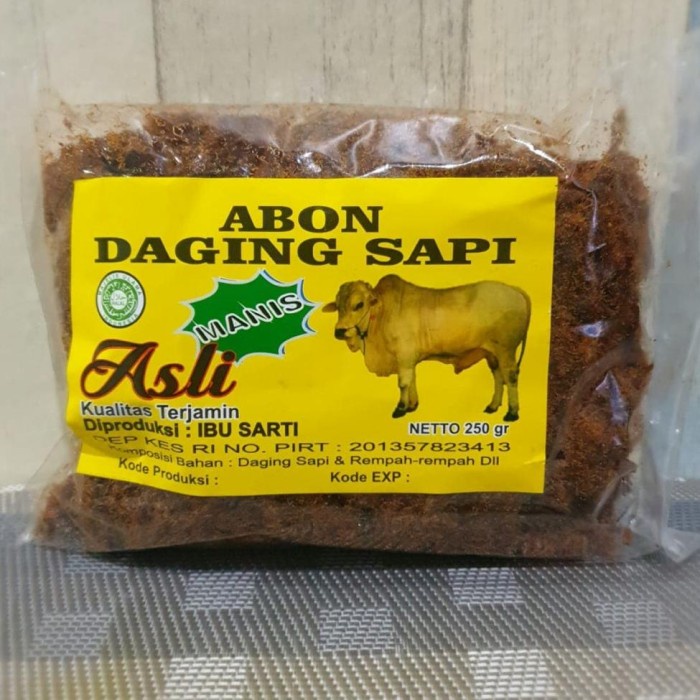 ABON
DAGING SAPI
HALAL
MANIS
Asli
Kualitas Terjamin
Diproduksi : IBU SARTI
NETTO 250 gr
DEP KES RI NO. PIRT : 201357823413
Komposisi Bahan : Daging Sapi & Rempah-rempah Dll
Kode Produksi :
Kode EXP :